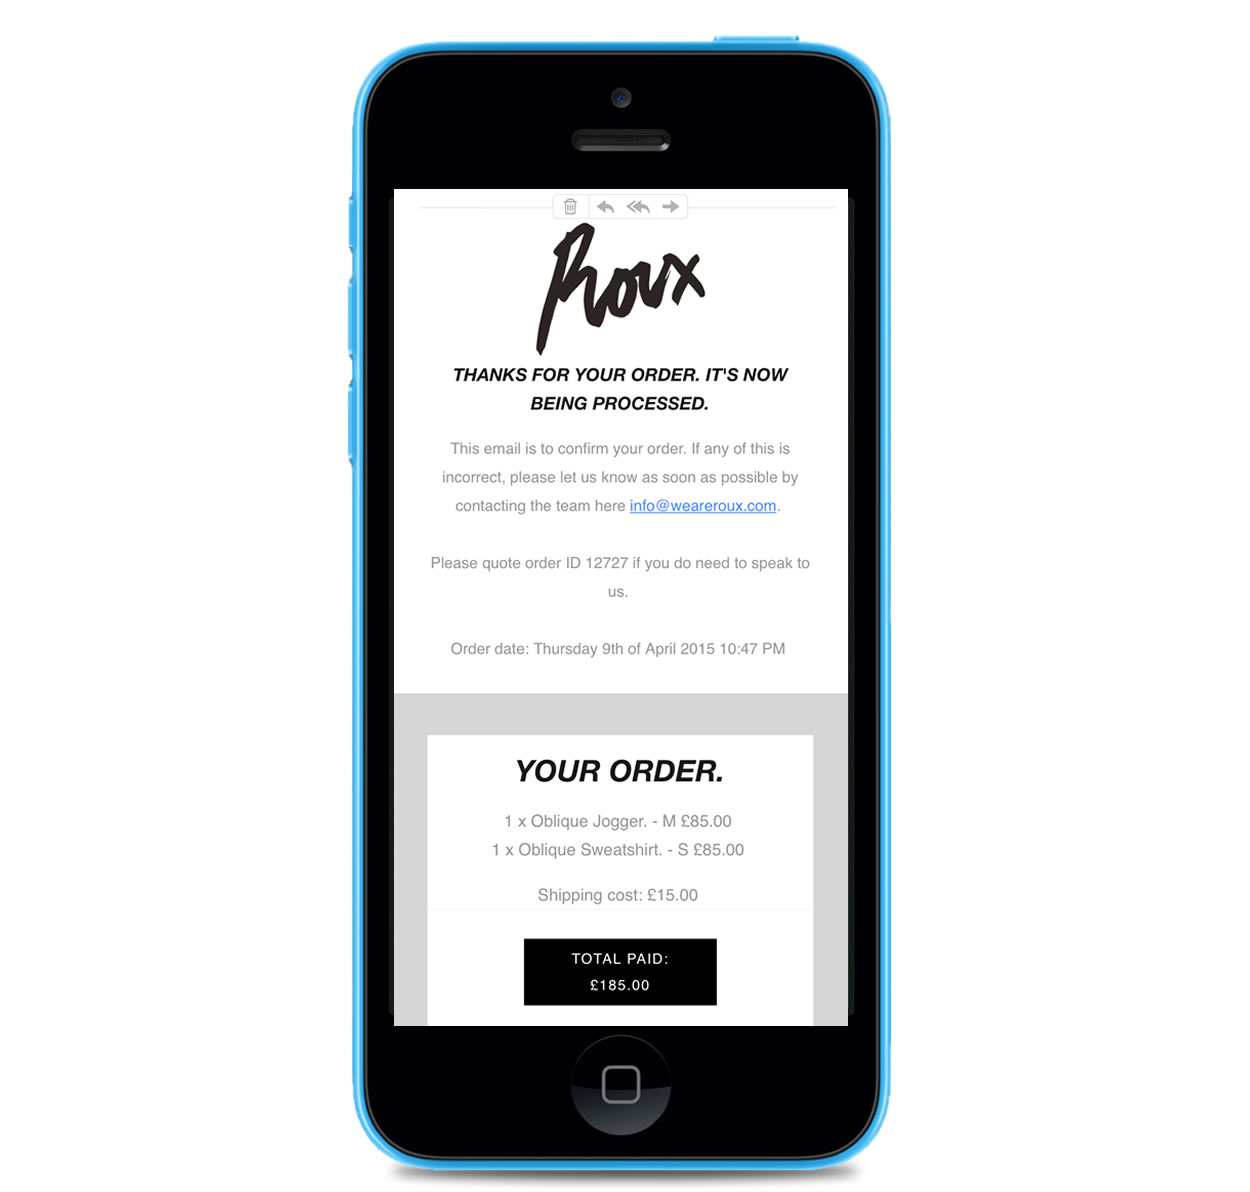 Roux
THANKS FOR YOUR ORDER. IT'S NOW
BEING PROCESSED.
This email is to confirm your order. If any of this is
incorrect, please let us know as soon as possible by
contacting the team here info@weareroux.com.
Please quote order ID 12727 if you do need to speak to
us.
Order date: Thursday 9th of April 2015 10:47 PM
YOUR ORDER.
1 x Oblique Jogger. - M £85.00
1 x Oblique Sweatshirt. - S £85.00
Shipping cost: £15.00
TOTAL PAID:
£185.00